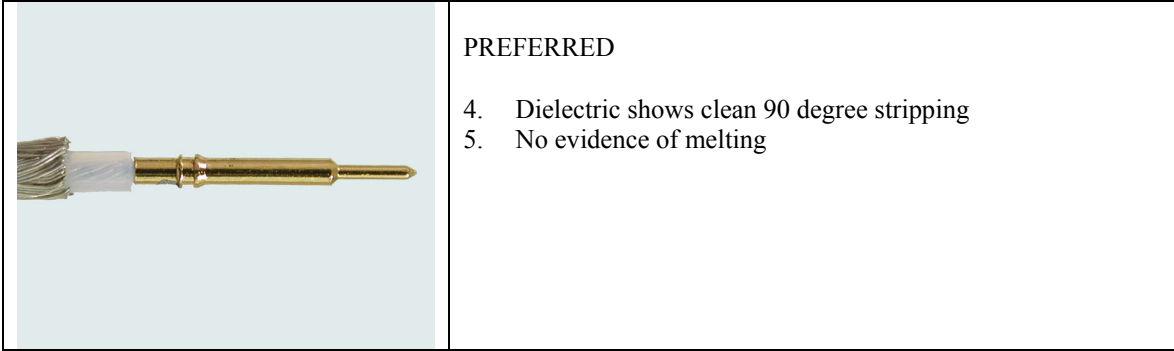 PREFERRED
4. Dielectric shows clean 90 degree stripping
5. No evidence of melting